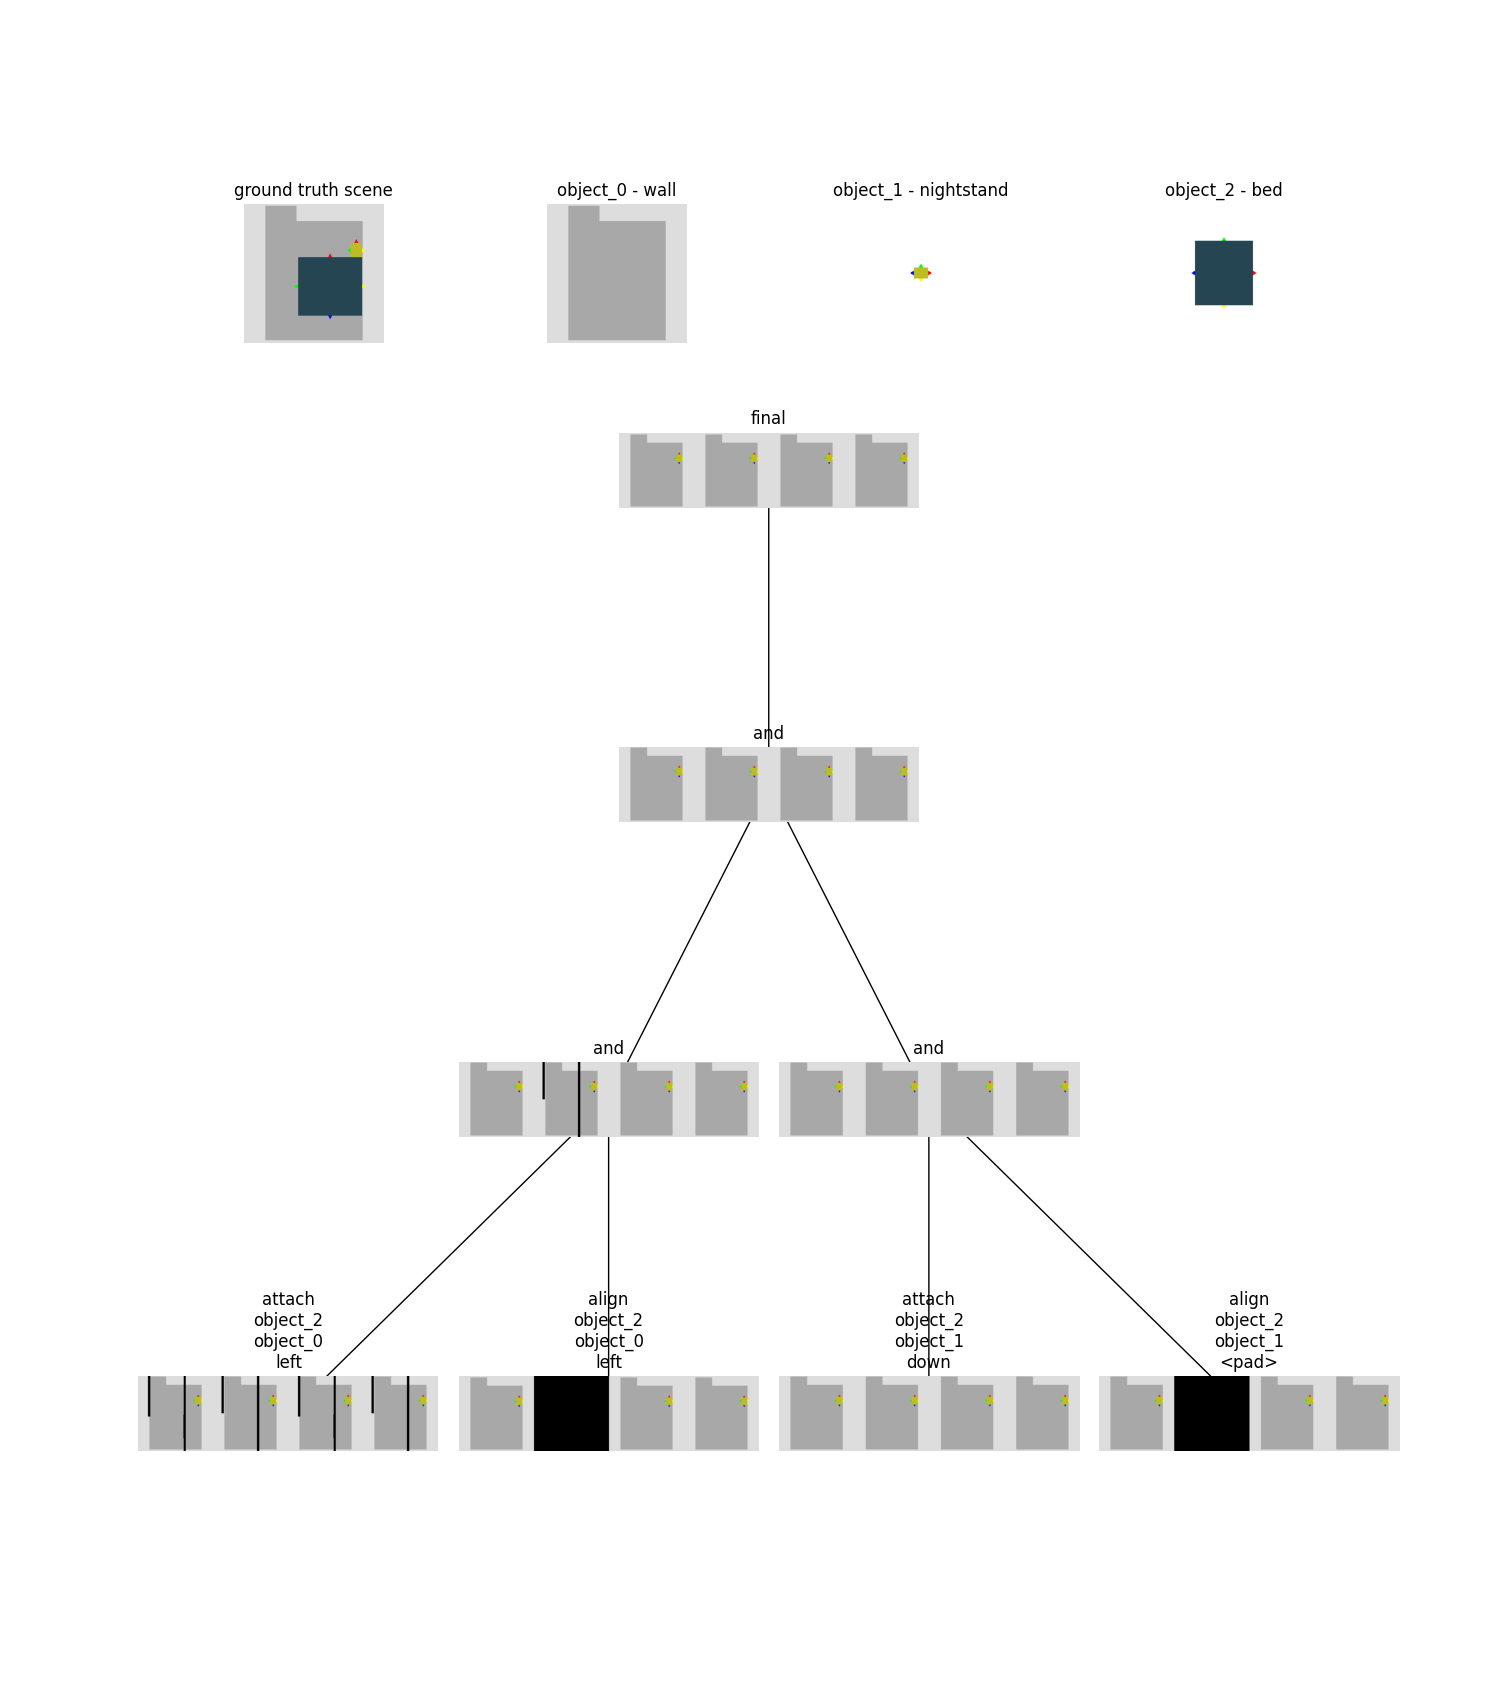 ground truth scene
object_0 - wall
object_1 - nightstand
object_2 - bed
final
and
and
and
attach
object_2
object_0
left
align
object_2
object_0
left
attach
object_2
object_1
down
align
object_2
object_1
<pad>